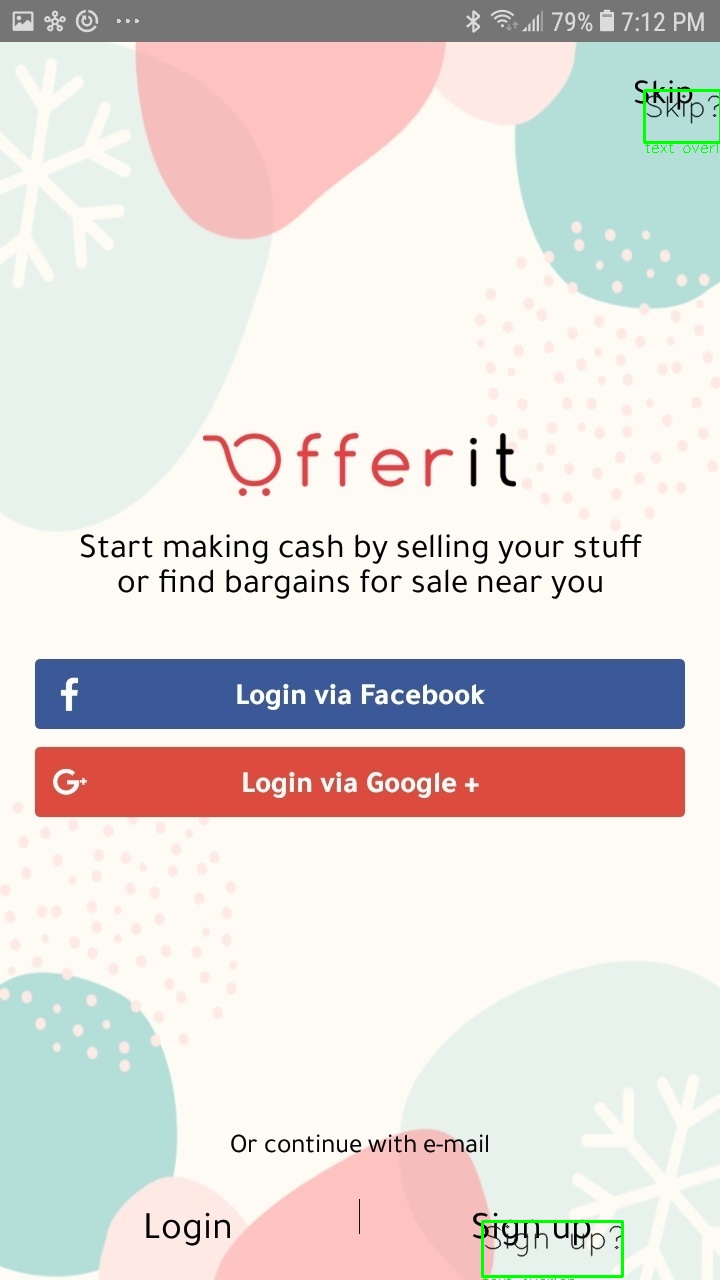 79% 7:12 PM
Skip
Skip?
text overl
Offerit
Start making cash by selling your stuff
or find bargains for sale near you
Login via Facebook
G+ Login via Google +
Or continue with e-mail
Login
Sign up
Sign up?